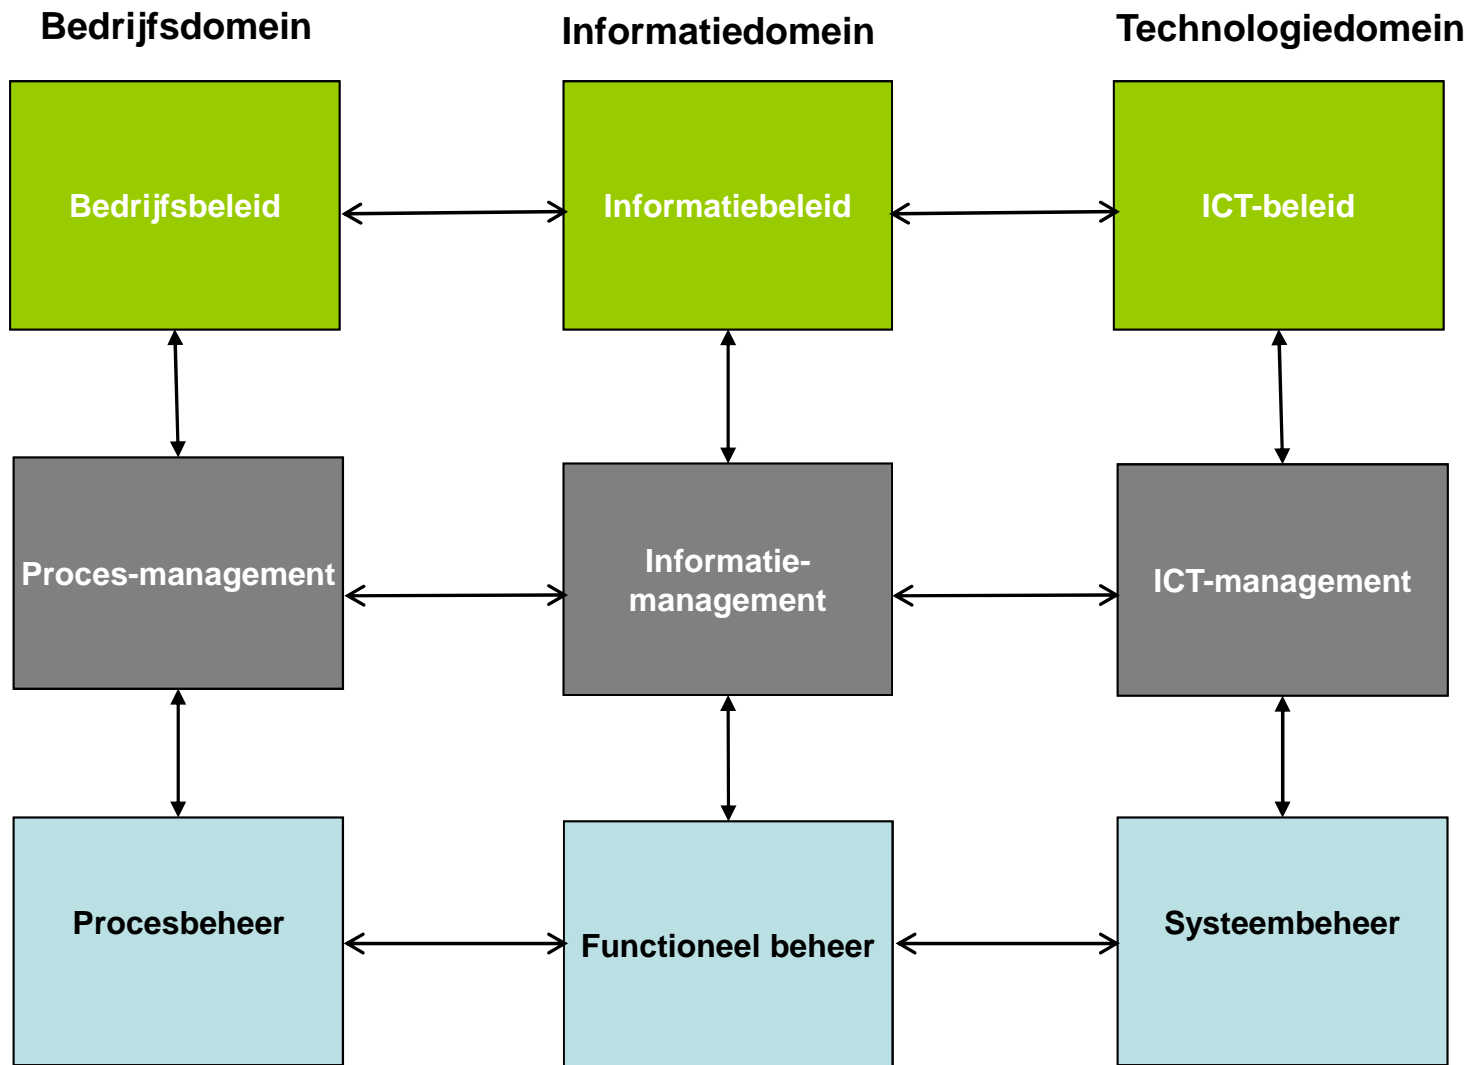 Bedrijfsdomein
Informatiedomein
Technologiedomein
Bedrijfsbeleid
Informatiebeleid
ICT-beleid
Proces-management
Informatie-
management
ICT-management
Procesbeheer
Functioneel beheer
Systeembeheer